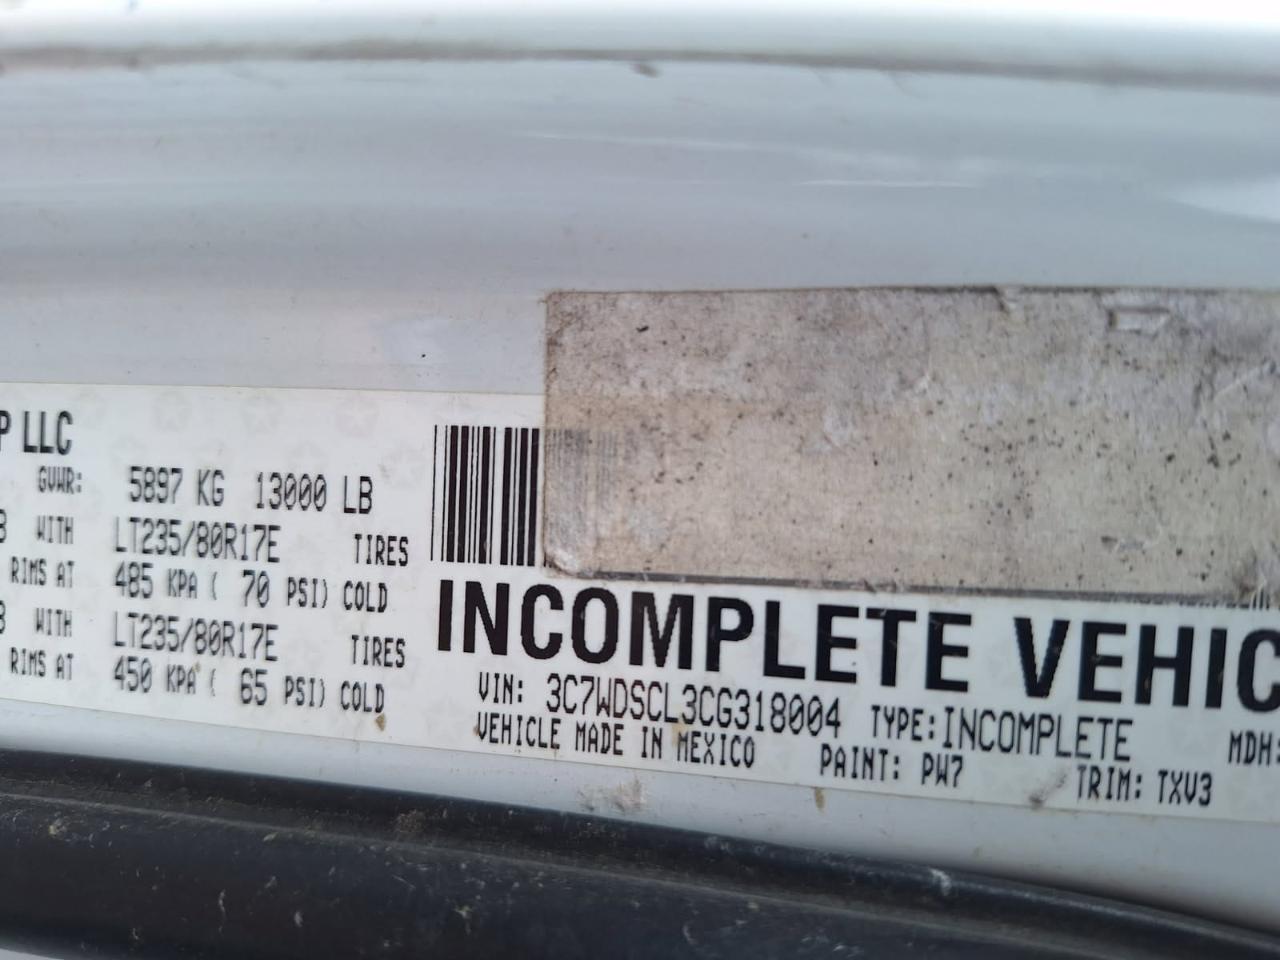 P LLC
GVWR: 5897 KG 13000 LB
WITH LT235/80R17E TIRES
RIMS AT 485 KPA ( 70 PSI) COLD
WITH LT235/80R17E TIRES
RIMS AT 450 KPA ( 65 PSI) COLD
INCOMPLETE VEHIC
VIN: 3C7WDSCL3CG318004 TYPE: INCOMPLETE MDH:
VEHICLE MADE IN MEXICO PAINT: PW7 TRIM: TXV3